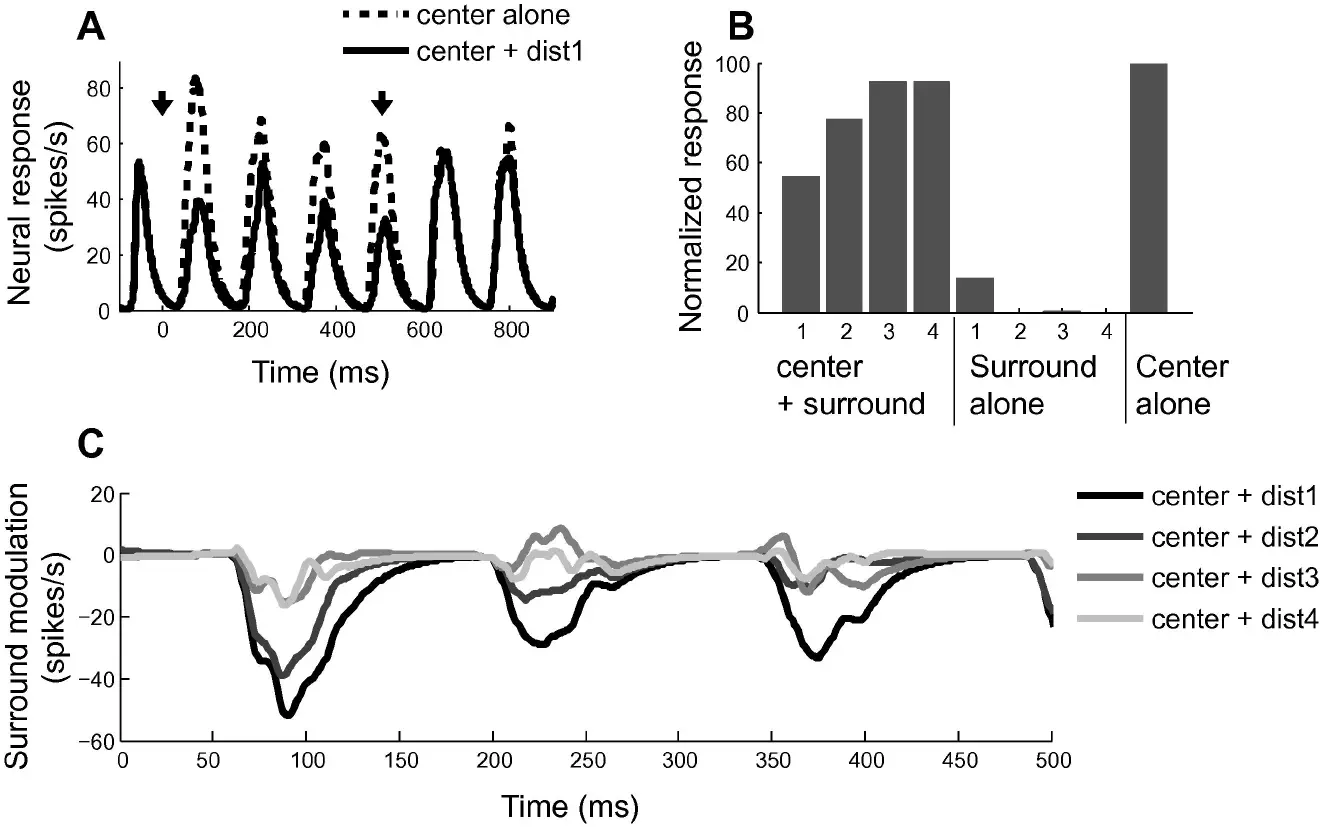 A
center alone
center + dist1
Neural response
(spikes/s)
80
60
40
20
0
0
200
400
600
800
Time (ms)
B
Normalized response
100
80
60
40
20
0
1
2
3
4
1
2
3
4
center
+ surround
Surround
alone
Center
alone
C
Surround modulation
(spikes/s)
20
0
−20
−40
−60
0
50
100
150
200
250
300
350
400
450
500
Time (ms)
center + dist1
center + dist2
center + dist3
center + dist4